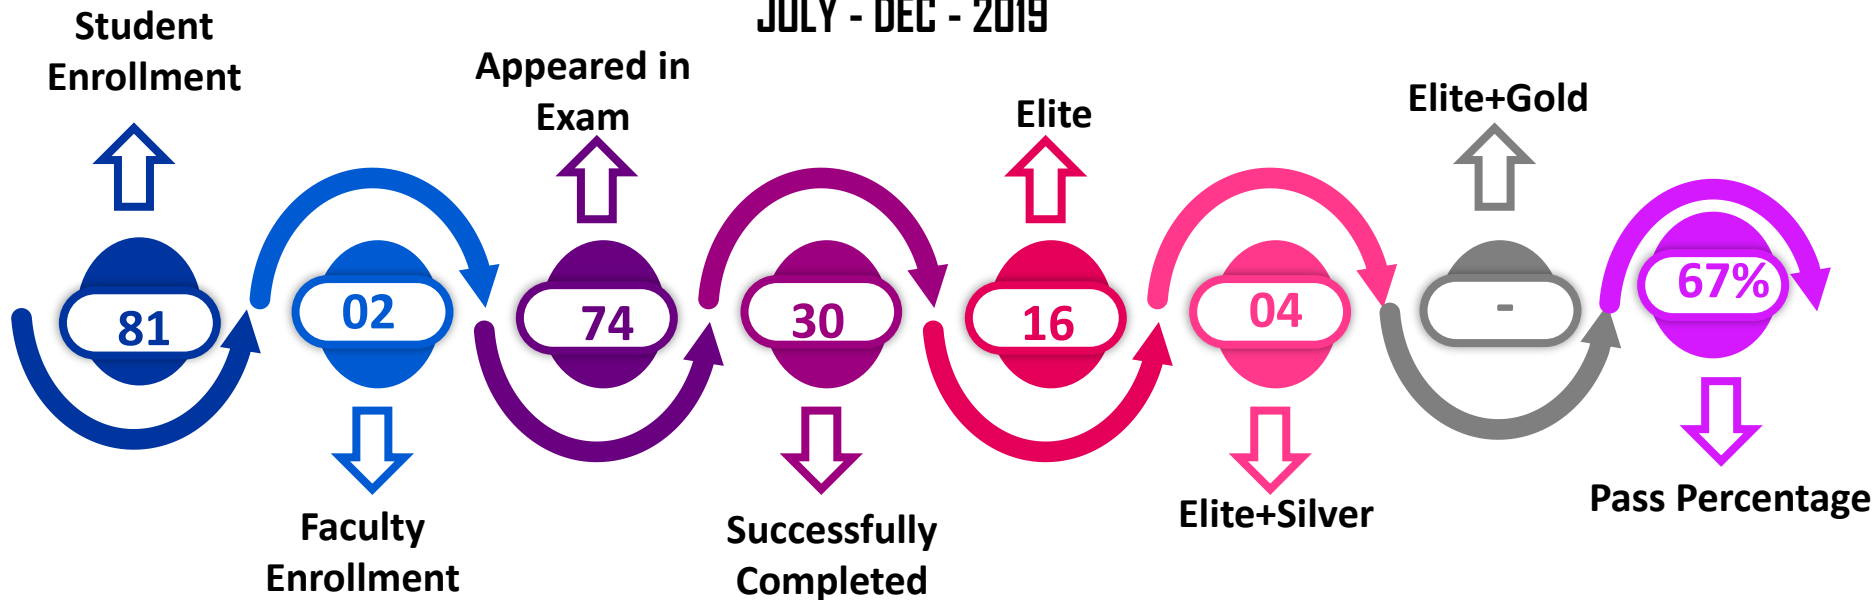 JULY - DEC - 2019
Student
Enrollment
81
02
Faculty
Enrollment
Appeared in
Exam
74
30
Successfully
Completed
Elite
16
04
Elite+Silver
Elite+Gold
-
67%
Pass Percentage